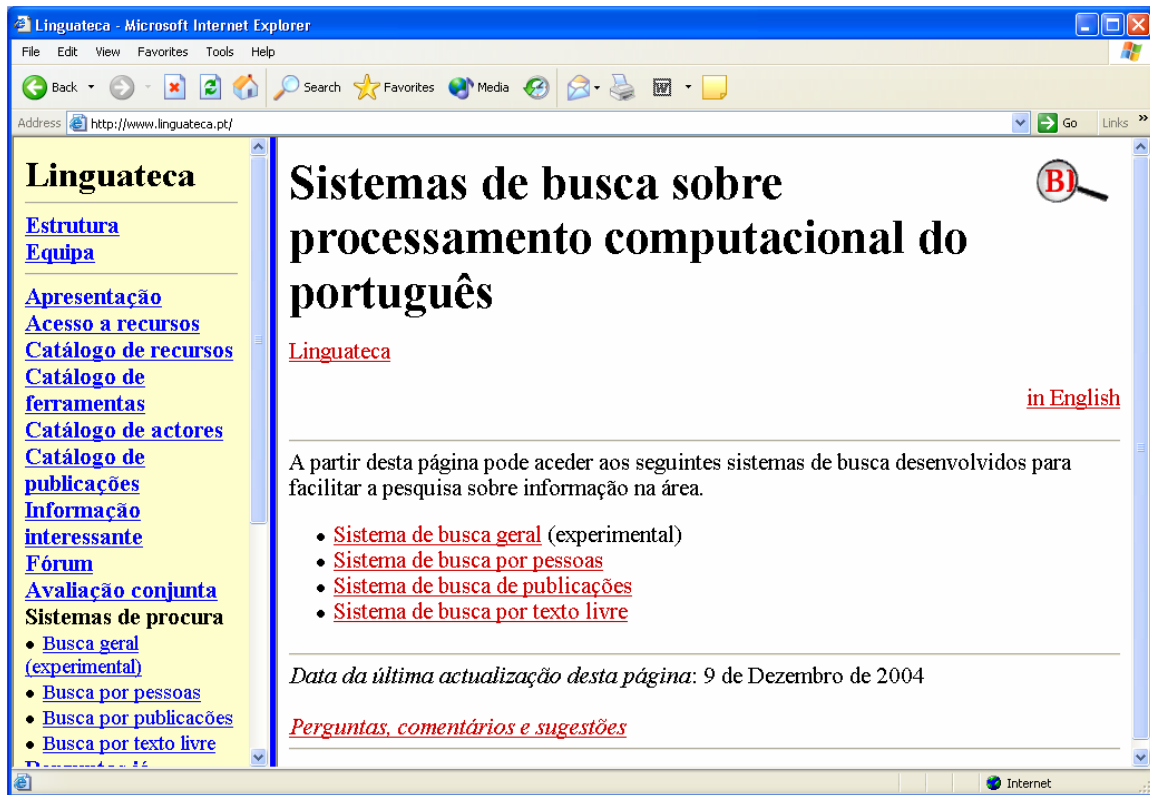 Linguateca - Microsoft Internet Explorer
File Edit View Favorites Tools Help
Back Search Favorites Media
Address http://www.linguateca.pt/ Go Links »
Linguateca
Estrutura
Equipa
Apresentação
Acesso a recursos
Catálogo de recursos
Catálogo de
ferramentas
Catálogo de actores
Catálogo de
publicações
Informação
interessante
Fórum
Avaliação conjunta
Sistemas de procura
• Busca geral
(experimental)
• Busca por pessoas
• Busca por publicações
• Busca por texto livre
Sistemas de busca sobre
processamento computacional do
português
BI
Linguateca
in English
A partir desta página pode aceder aos seguintes sistemas de busca desenvolvidos para
facilitar a pesquisa sobre informação na área.
• Sistema de busca geral (experimental)
• Sistema de busca por pessoas
• Sistema de busca de publicações
• Sistema de busca por texto livre
Data da última actualização desta página: 9 de Dezembro de 2004
Perguntas, comentários e sugestões
Internet